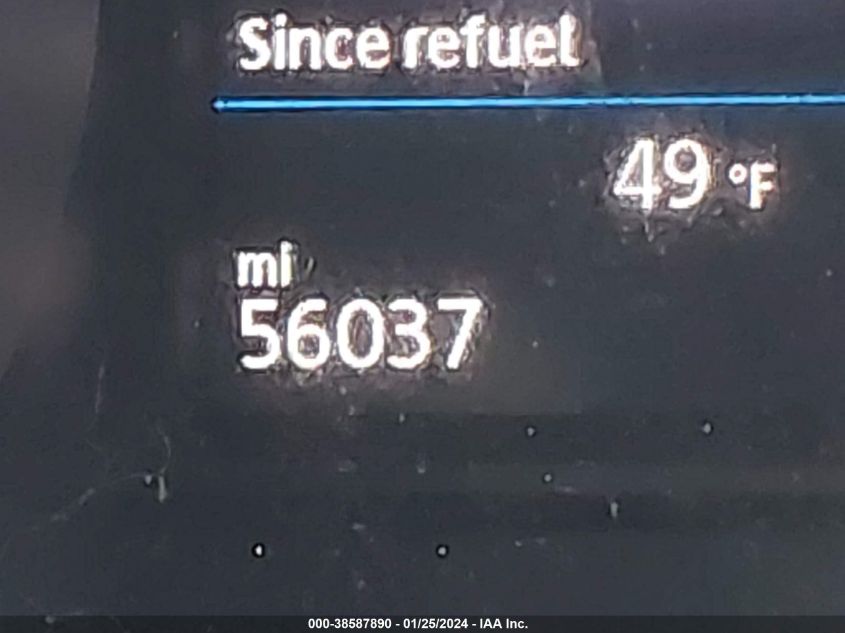 Since refuel
49 °F
mi
56037
000-38587890 - 01/25/2024 - IAA Inc.